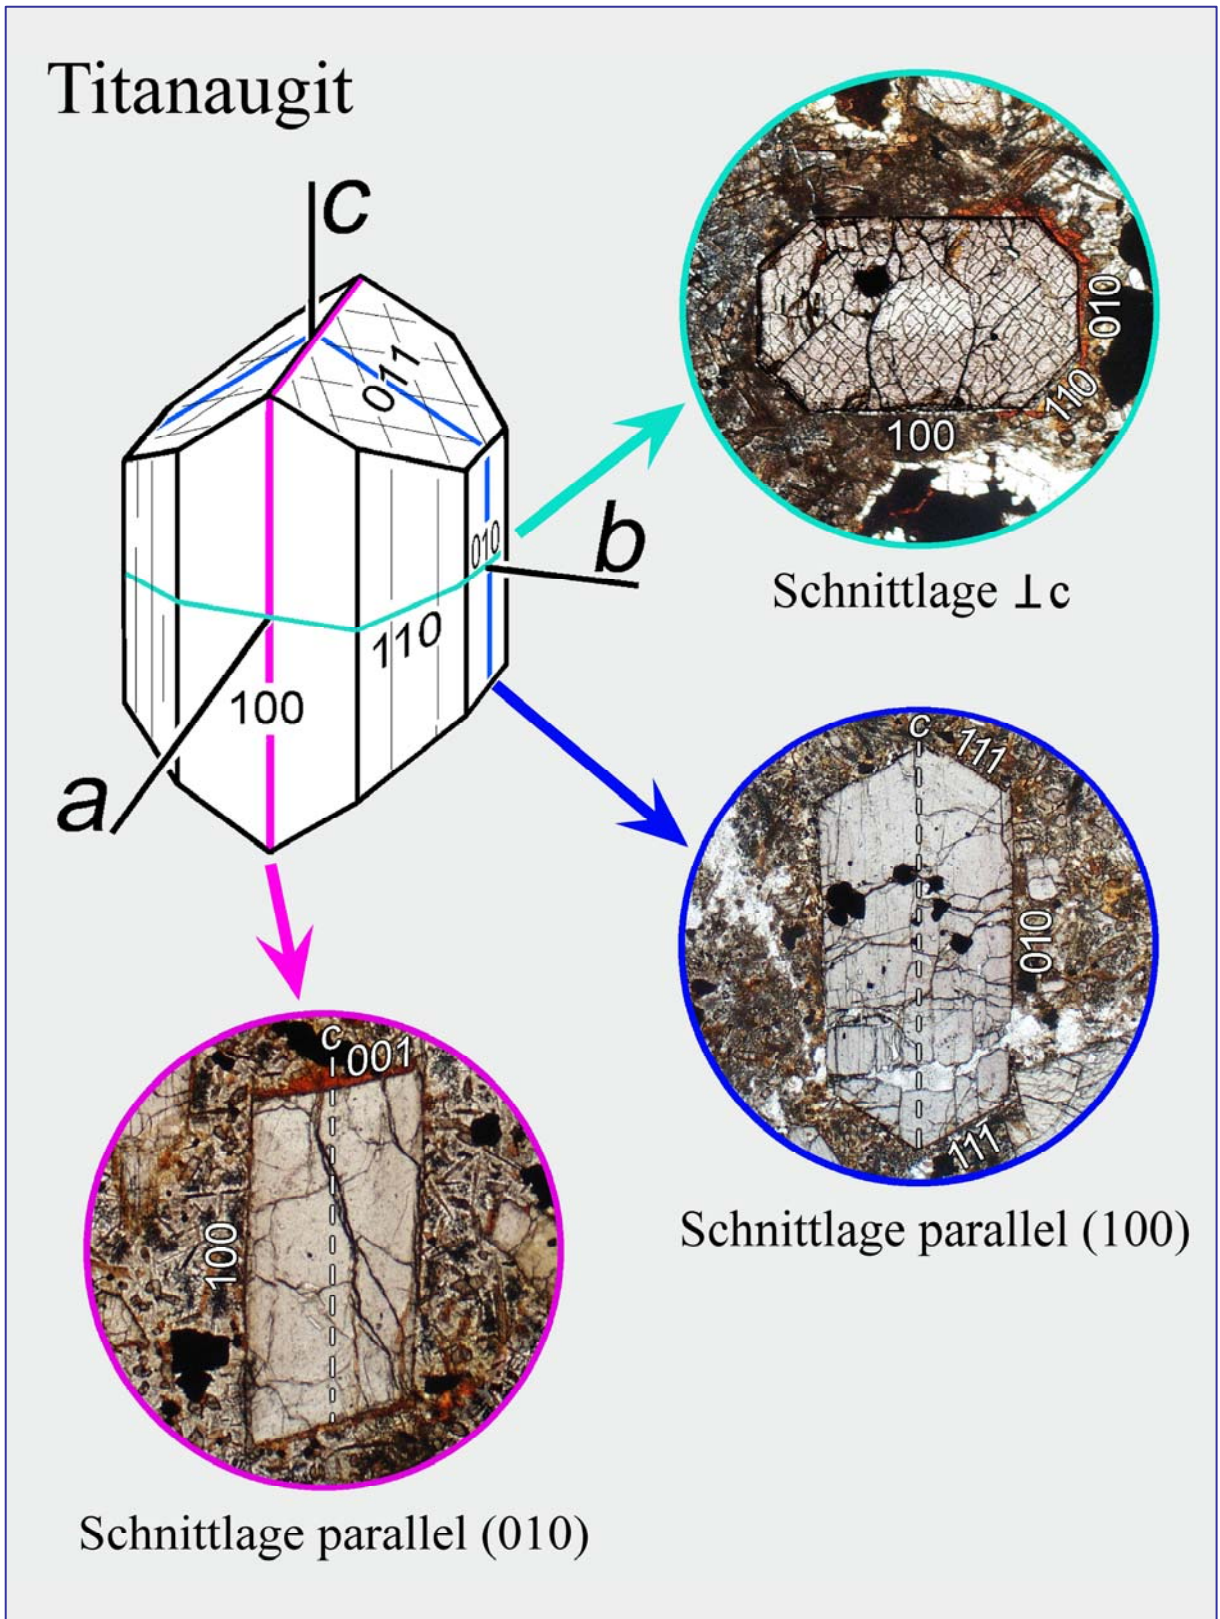 Titanaugit
c
011
010
b
110
100
a
010
110
100
Schnittlage ⊥ c
c
111
010
111
Schnittlage parallel (100)
c
001
100
Schnittlage parallel (010)